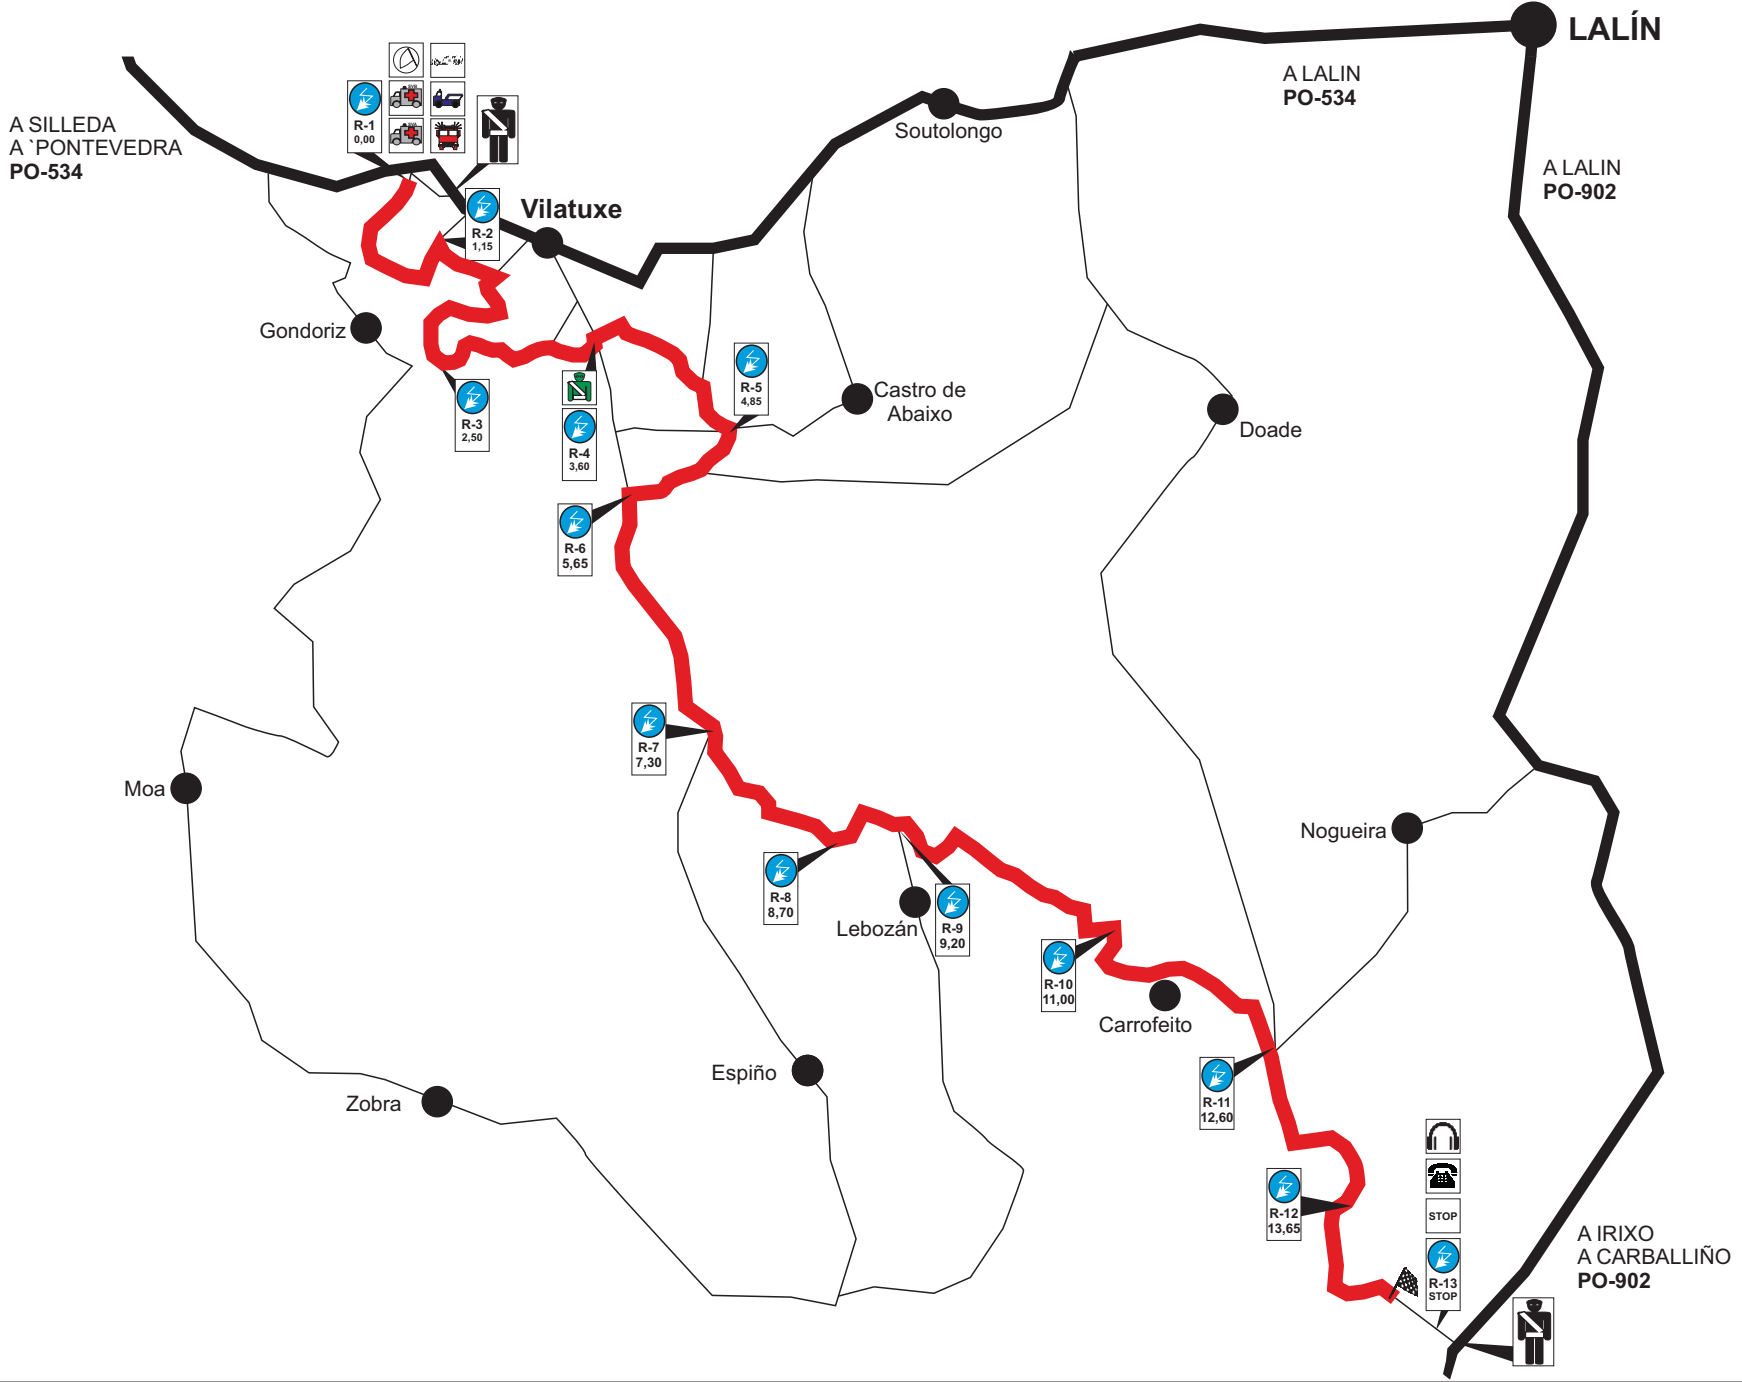 LALÍN
A LALIN
PO-534
R-1
0,00
A SILLEDA
A `PONTEVEDRA
PO-534
Soutolongo
A LALIN
PO-902
R-2
1,15
Vilatuxe
Gondoriz
R-3
2,50
R-4
3,60
R-5
4,85
Castro de
Abaixo
Doade
R-6
5,65
R-7
7,30
Moa
Nogueira
R-8
8,70
Lebozán
R-9
9,20
R-10
11,00
Carrofeito
Espiño
Zobra
R-11
12,60
R-12
13,65
STOP
R-13
STOP
A IRIXO
A CARBALLIÑO
PO-902